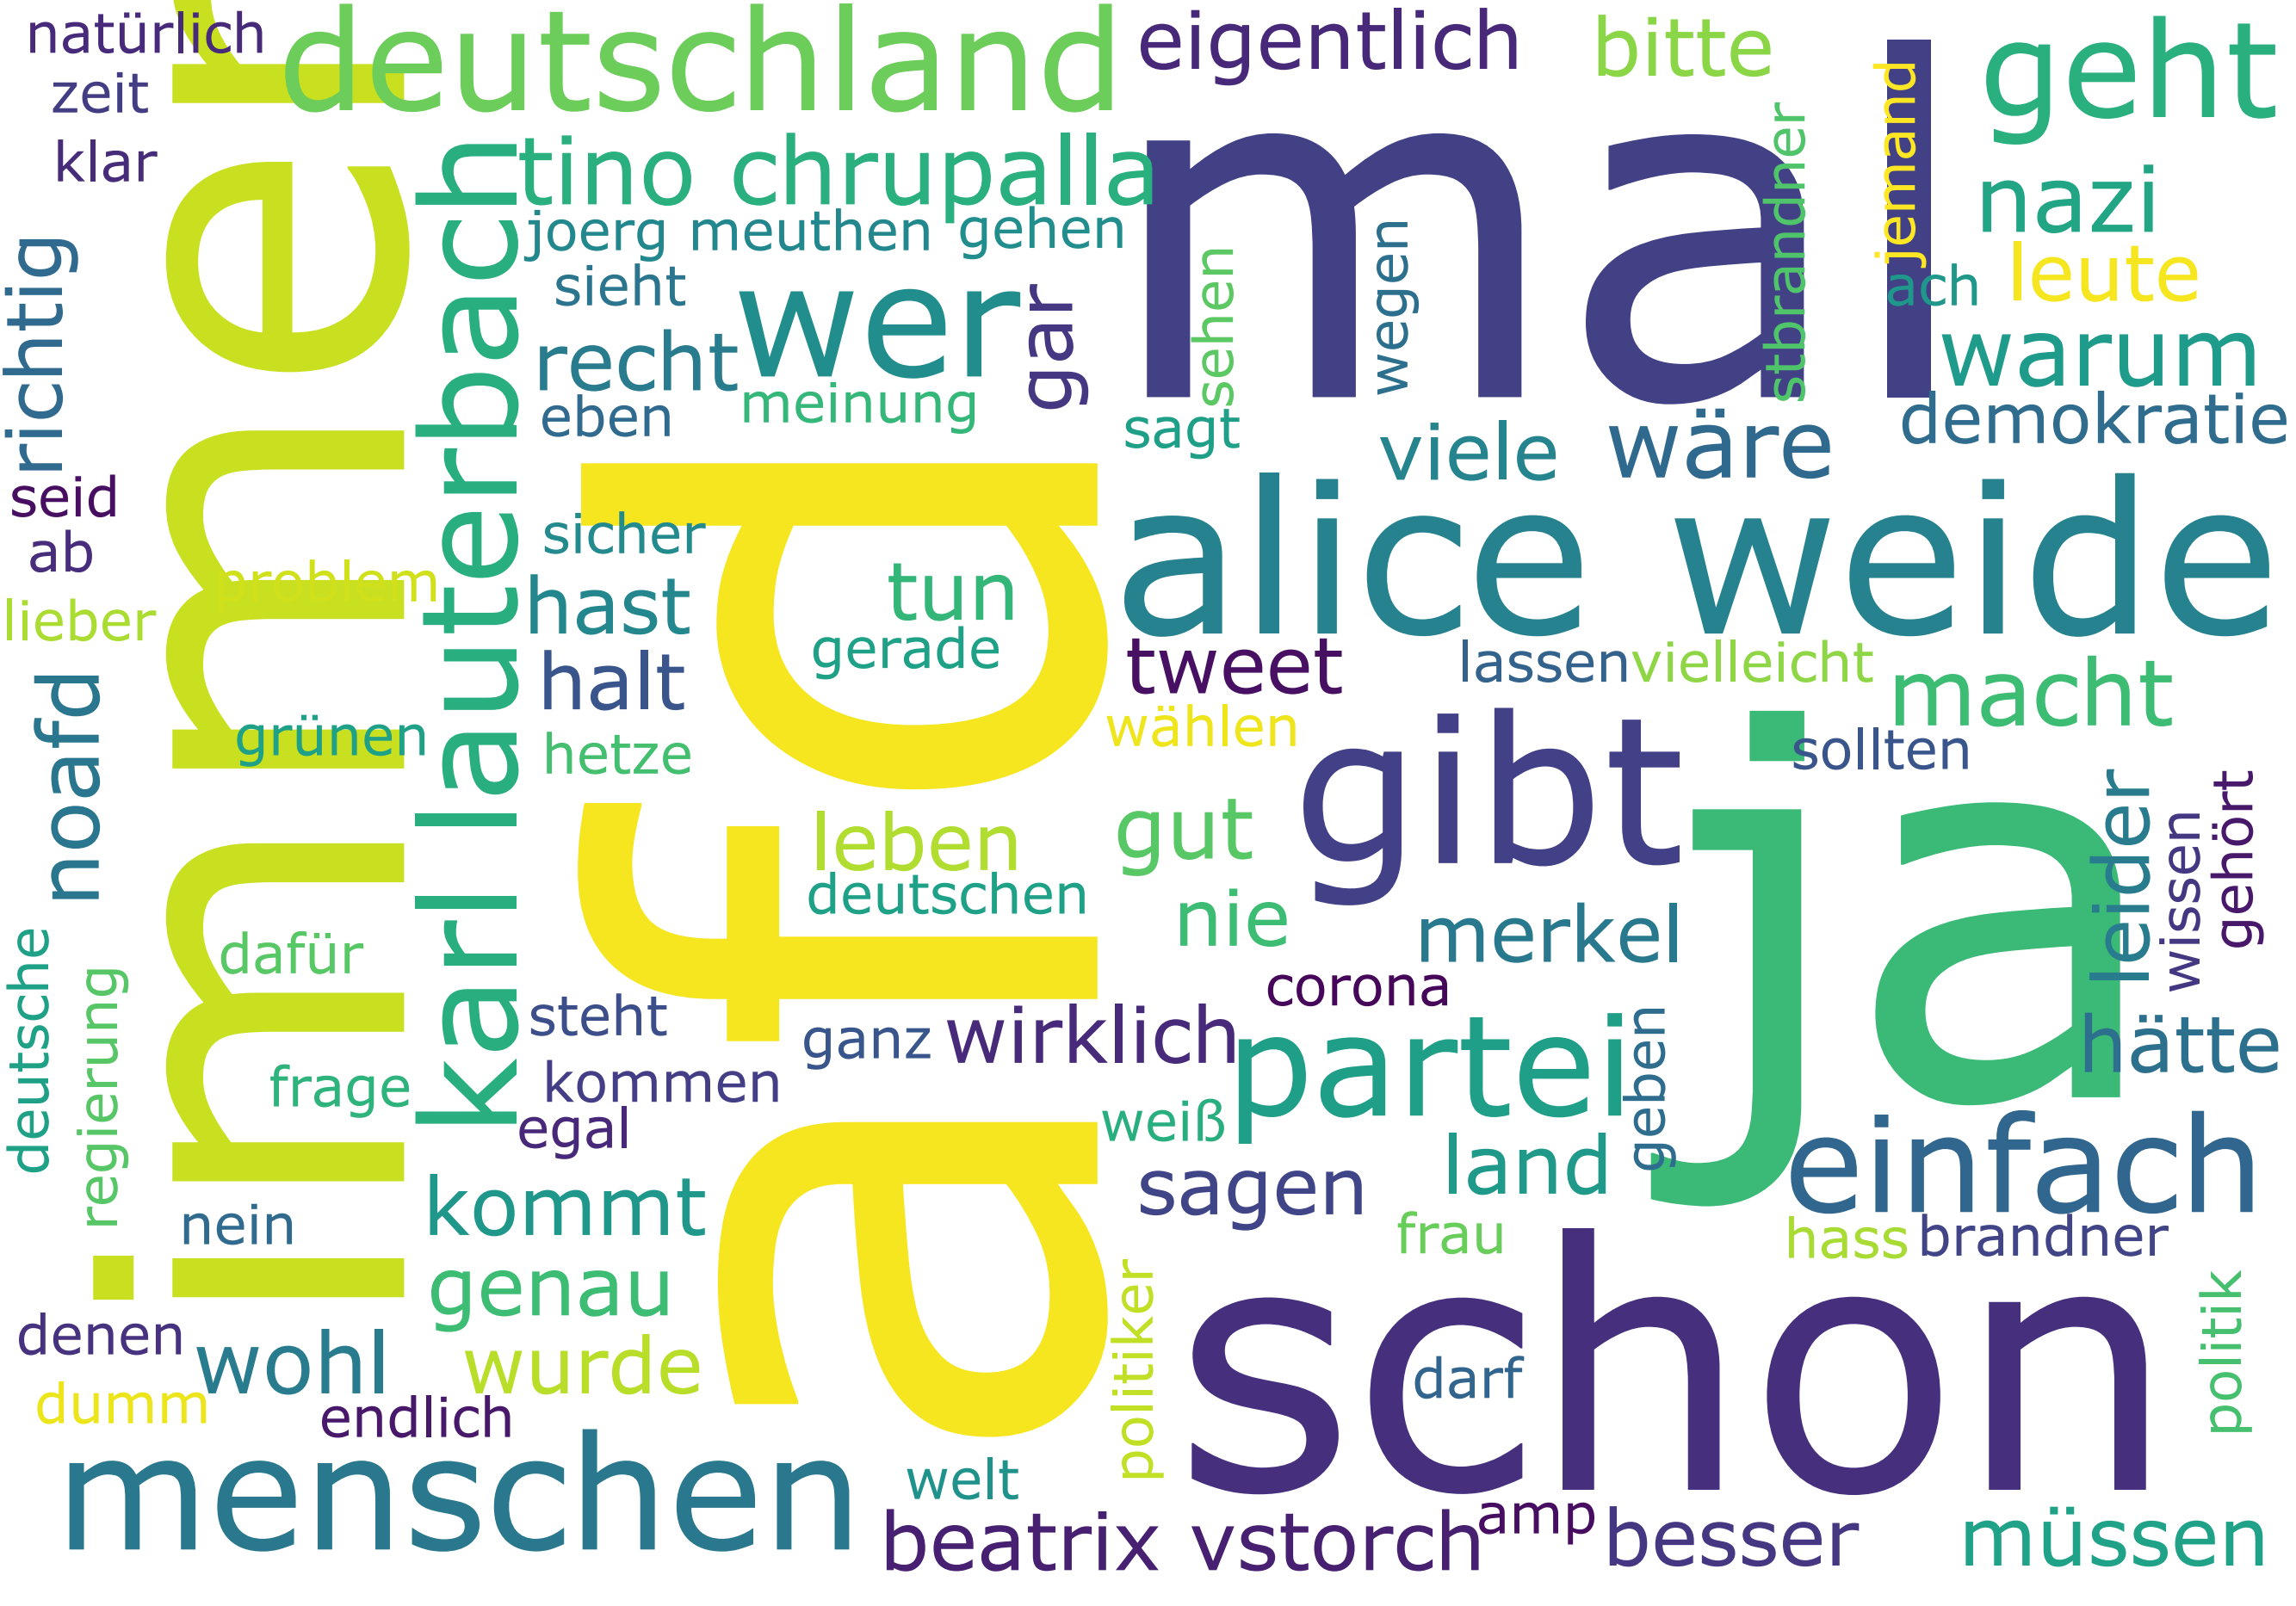 natürlich
deutschland
eigentlich
bitte
geht
zeit
klar
tino chrupalla
jemand
stbrandner
nazi
joerg meuthen
gehen
sieht
wer
gar
sehen
wegen
mal
ach
leute
richtig
immer
karl lauterbach
recht
warum
eben
meinung
sagt
viele
wäre
demokratie
seid
ab
sicher
afd
alice weide
problem
lieber
hast
tun
gerade
tweet
lassen
vielleicht
macht
noafd
halt
grünen
hetze
wählen
gibt
ja
sollten
leben
deutschen
gut
nie
merkel
leider
wissen
gehört
deutsche
regierung
dafür
steht
ganz
wirklich
corona
partei
geben
hätte
frage
kommen
egal
weiß
sagen
land
einfach
nein
kommt
frau
hass
brandner
genau
denen
wohl
wurde
politiker
schon
darf
politik
dumm
endlich
menschen
welt
beatrix vstorch
amp
besser
müssen